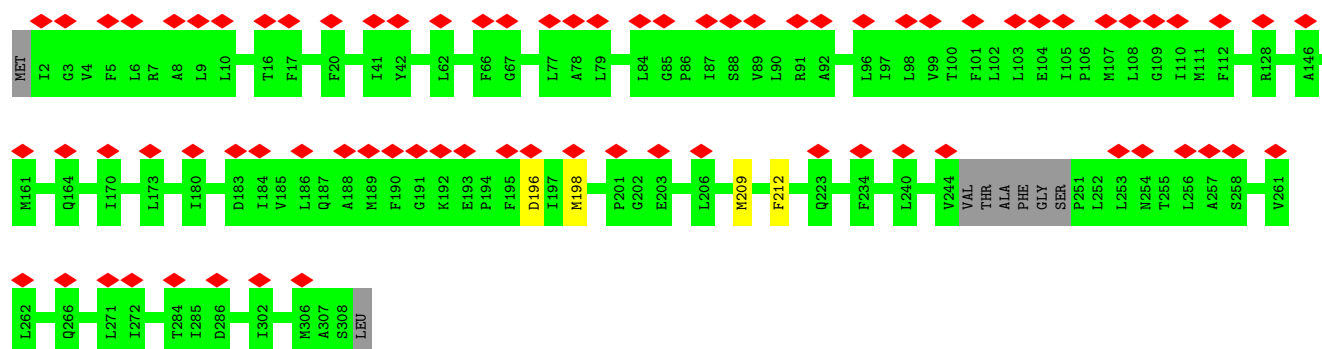 MET I2 G3 V4 F5 L6 R7 A8 L9 L10 T16 F17 F20 I41 Y42 L62 F66 G67 L77 A78 L79 L84 G85 P86 I87 S88 V89 L90 R91 A92 L96 I97 L98 V99 T100 F101 L102 L103 E104 I105 P106 M107 L108 G109 I110 M111 F112 R128 A146
M161 Q164 I170 L173 I180 D183 I184 V185 L186 Q187 A188 M189 F190 G191 K192 E193 P194 F195 D196 I197 M198 P201 G202 E203 L206 M209 F212 Q223 F234 L240 V244 VAL THR ALA PHE GLY SER P251 L252 L253 N254 T255 L256 A257 S258 V261
L262 Q266 L271 I272 T284 I285 D286 I302 M306 A307 S308 LEU